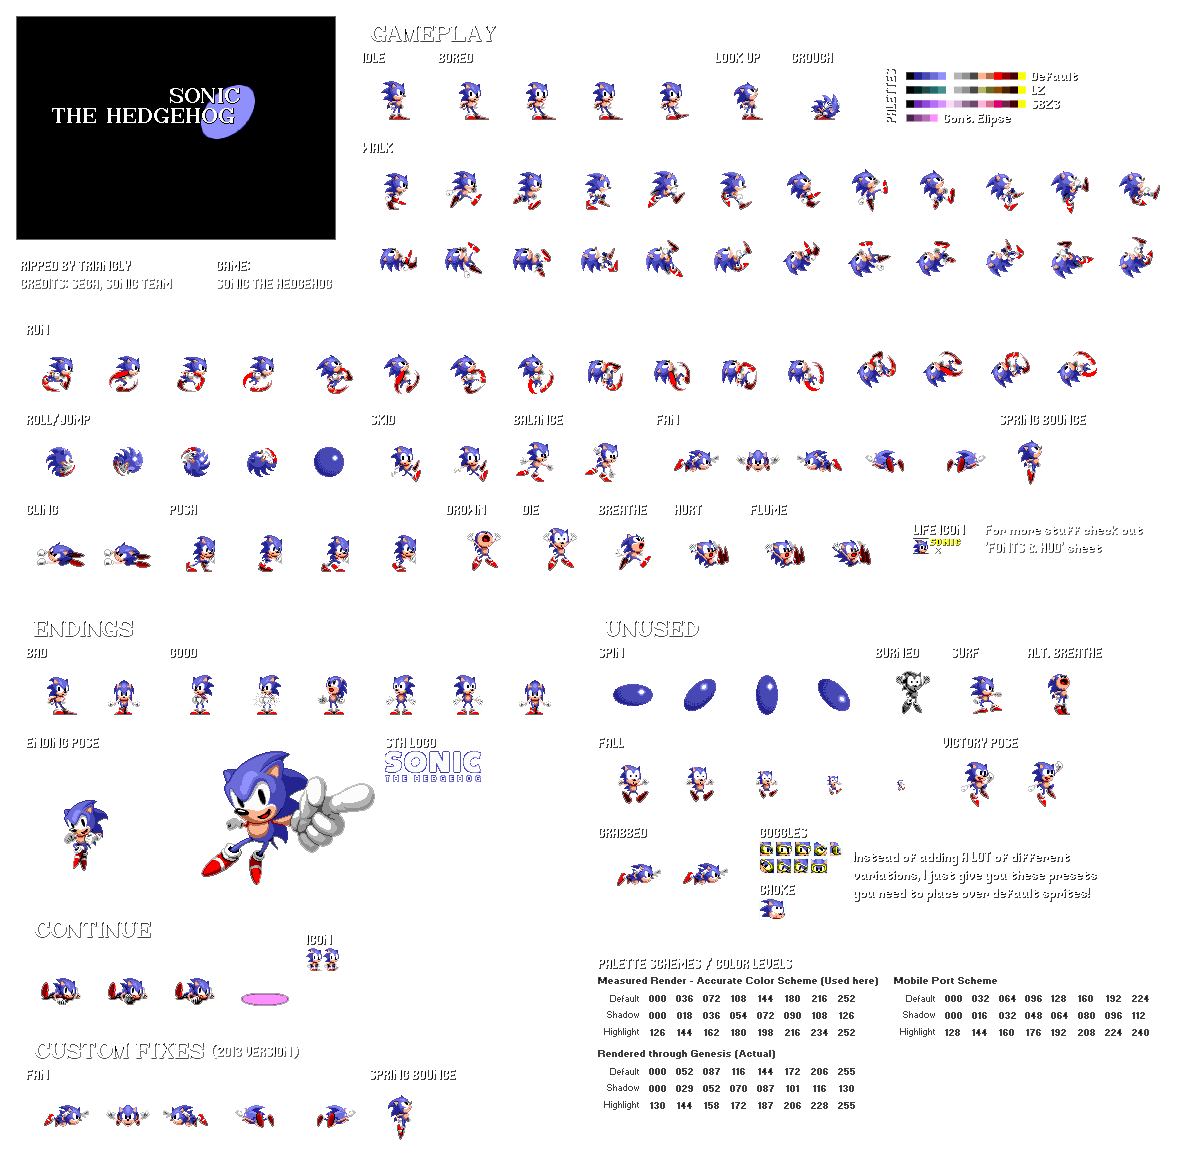 SONIC
THE HEDGEHOG
RIPPED BY TRIANGLY
CREDITS: SEGA, SONIC TEAM
GAME:
SONIC THE HEDGEHOG
GAMEPLAY
IDLE
BORED
LOOK UP
CROUCH
PALETTES
Default
LZ
SBZ3
Cont. Elipse
WALK
RUN
ROLL/JUMP
SKID
BALANCE
FAN
SPRING BOUNCE
CLING
PUSH
DROWN
DIE
BREATHE
HURT
FLUME
LIFE ICON
SONIC
X
For more stuff check out
'FONTS & HUD' sheet
ENDINGS
BAD
GOOD
ENDING POSE
STH LOGO
SONIC
THE HEDGEHOG
UNUSED
SPIN
BURNED
SURF
ALT. BREATHE
FALL
VICTORY POSE
GRABBED
GOGGLES
CHOKE
Instead of adding A LOT of different
variations, I just give you these presets
you need to place over default sprites!
CONTINUE
ICON
CUSTOM FIXES (2013 VERSION)
FAN
SPRING BOUNCE
PALETTE SCHEMES / COLOR LEVELS
Measured Render - Accurate Color Scheme (Used here)
Default 000 036 072 108 144 180 216 252
Shadow 000 018 036 054 072 090 108 126
Highlight 126 144 162 180 198 216 234 252
Mobile Port Scheme
Default 000 032 064 096 128 160 192 224
Shadow 000 016 032 048 064 080 096 112
Highlight 128 144 160 176 192 208 224 240
Rendered through Genesis (Actual)
Default 000 052 087 116 144 172 206 255
Shadow 000 029 052 070 087 101 116 130
Highlight 130 144 158 172 187 206 228 255